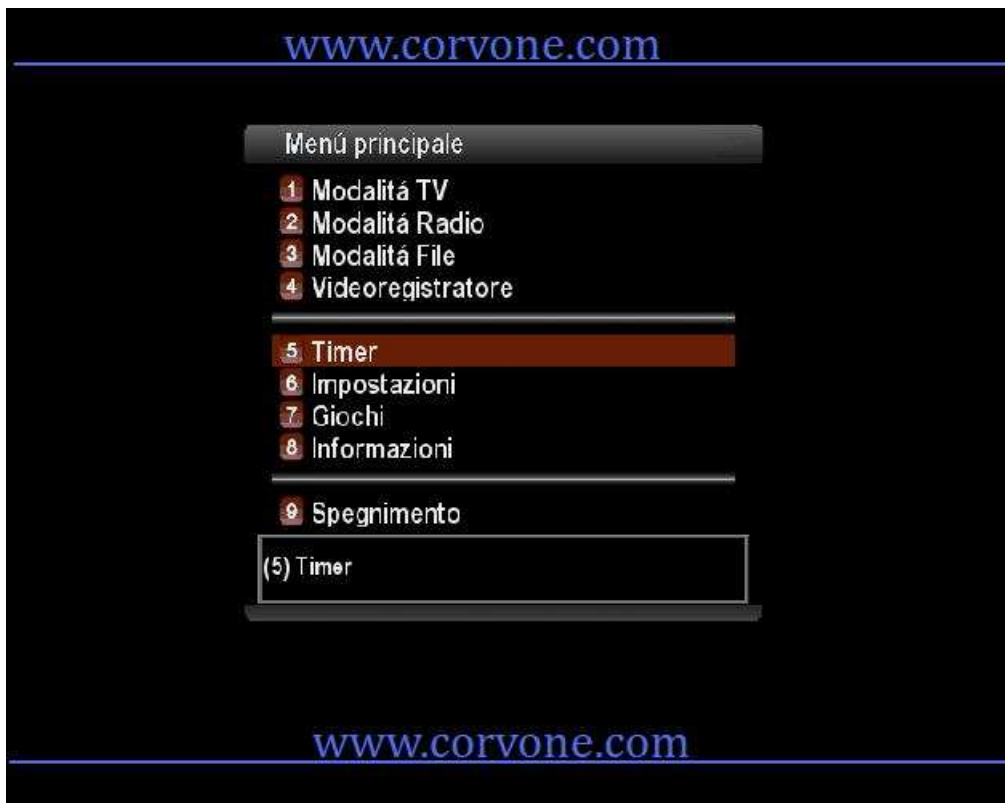 www.corvone.com
Menú principale
1 Modalitá TV
2 Modalitá Radio
3 Modalitá File
4 Videoregistratore
5 Timer
6 Impostazioni
7 Giochi
8 Informazioni
9 Spegnimento
(5) Timer
www.corvone.com